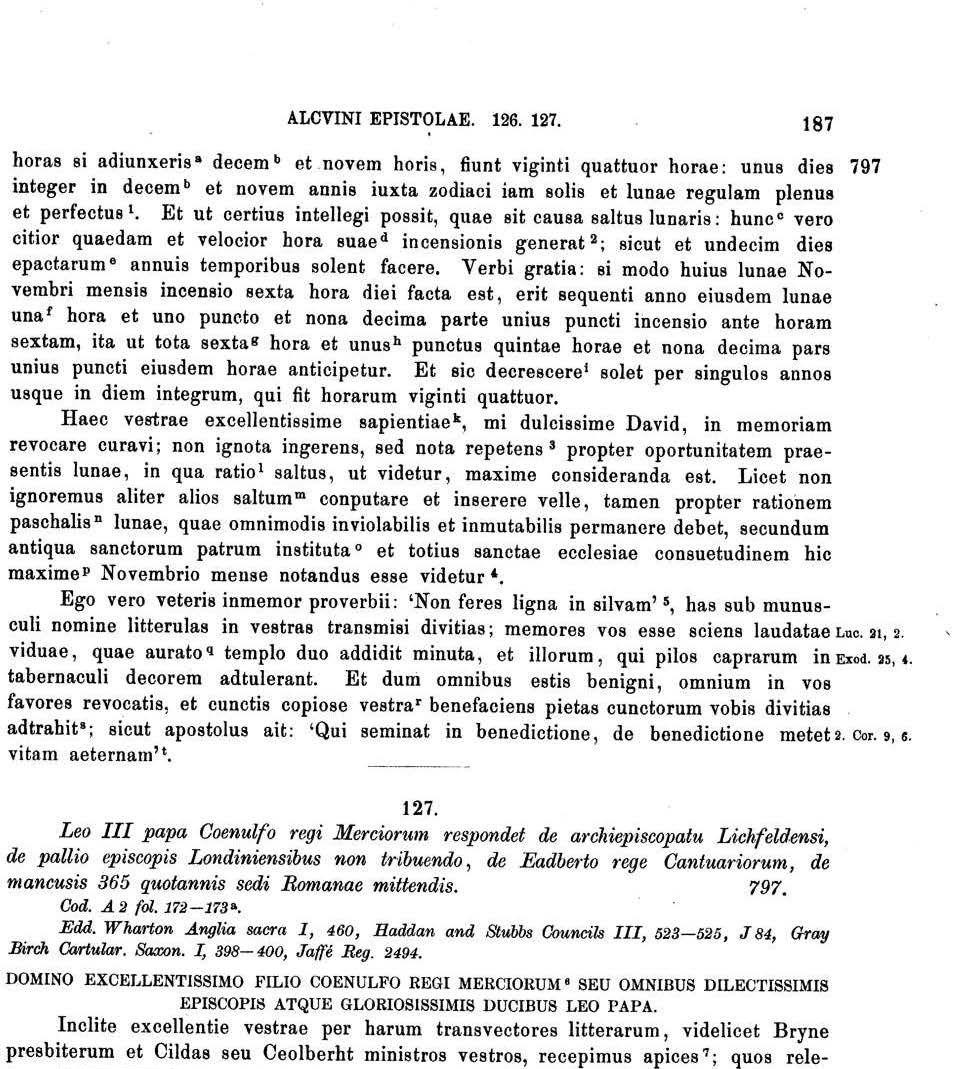 ALCVINI EPISTOLAE. 126. 127. 187
horas si adiunxeris ᵃ decem ᵇ et novem horis, fiunt viginti quattuor horae: unus dies 797
integer in decem ᵇ et novem annis iuxta zodiaci iam solis et lunae regulam plenus
et perfectus ¹. Et ut certius intellegi possit, quae sit causa saltus lunaris: hunc ᶜ vero
citior quaedam et velocior hora suae ᵈ incensionis generat ²; sicut et undecim dies
epactarum ᵉ annuis temporibus solent facere. Verbi gratia: si modo huius lunae No-
vembri mensis incensio sexta hora diei facta est, erit sequenti anno eiusdem lunae
una ᶠ hora et uno puncto et nona decima parte unius puncti incensio ante horam
sextam, ita ut tota sexta ᵍ hora et unus ʰ punctus quintae horae et nona decima pars
unius puncti eiusdem horae anticipetur. Et sic decrescere ⁱ solet per singulos annos
usque in diem integrum, qui fit horarum viginti quattuor.
Haec vestrae excellentissime sapientiae ᵏ, mi dulcissime David, in memoriam
revocare curavi; non ignota ingerens, sed nota repetens ³ propter oportunitatem prae-
sentis lunae, in qua ratio ˡ saltus, ut videtur, maxime consideranda est. Licet non
ignoremus aliter alios saltum ᵐ conputare et inserere velle, tamen propter rationem
paschalis ⁿ lunae, quae omnimodis inviolabilis et inmutabilis permanere debet, secundum
antiqua sanctorum patrum instituta ᵒ et totius sanctae ecclesiae consuetudinem hic
maxime ᵖ Novembrio mense notandus esse videtur ⁴.
Ego vero veteris inmemor proverbii: ‘Non feres ligna in silvam’ ⁵, has sub munus-
culi nomine litterulas in vestras transmisi divitias; memores vos esse sciens laudatae Luc. 21, 2.
viduae, quae aurato ᑫ templo duo addidit minuta, et illorum, qui pilos caprarum in Exod. 25, 4.
tabernaculi decorem adtulerant. Et dum omnibus estis benigni, omnium in vos
favores revocatis, et cunctis copiose vestra ʳ benefaciens pietas cunctorum vobis divitias
adtrahit ˢ; sicut apostolus ait: ‘Qui seminat in benedictione, de benedictione metet 2. Cor. 9, 6.
vitam aeternam’ ᵗ.
127.
Leo III papa Coenulfo regi Merciorum respondet de archiepiscopatu Lichfeldensi,
de pallio episcopis Londiniensibus non tribuendo, de Eadberto rege Cantuariorum, de
mancusis 365 quotannis sedi Romanae mittendis. 797.
Cod. A 2 fol. 172—173ᵃ.
Edd. Wharton Anglia sacra I, 460, Haddan and Stubbs Councils III, 523—525, J 84, Gray
Birch Cartular. Saxon. I, 398—400, Jaffé Reg. 2494.
DOMINO EXCELLENTISSIMO FILIO COENULFO REGI MERCIORUM ⁶ SEU OMNIBUS DILECTISSIMIS
EPISCOPIS ATQUE GLORIOSISSIMIS DUCIBUS LEO PAPA.
Inclite excellentie vestrae per harum transvectores litterarum, videlicet Bryne
presbiterum et Cildas seu Ceolberht ministros vestros, recepimus apices ⁷; quos rele-